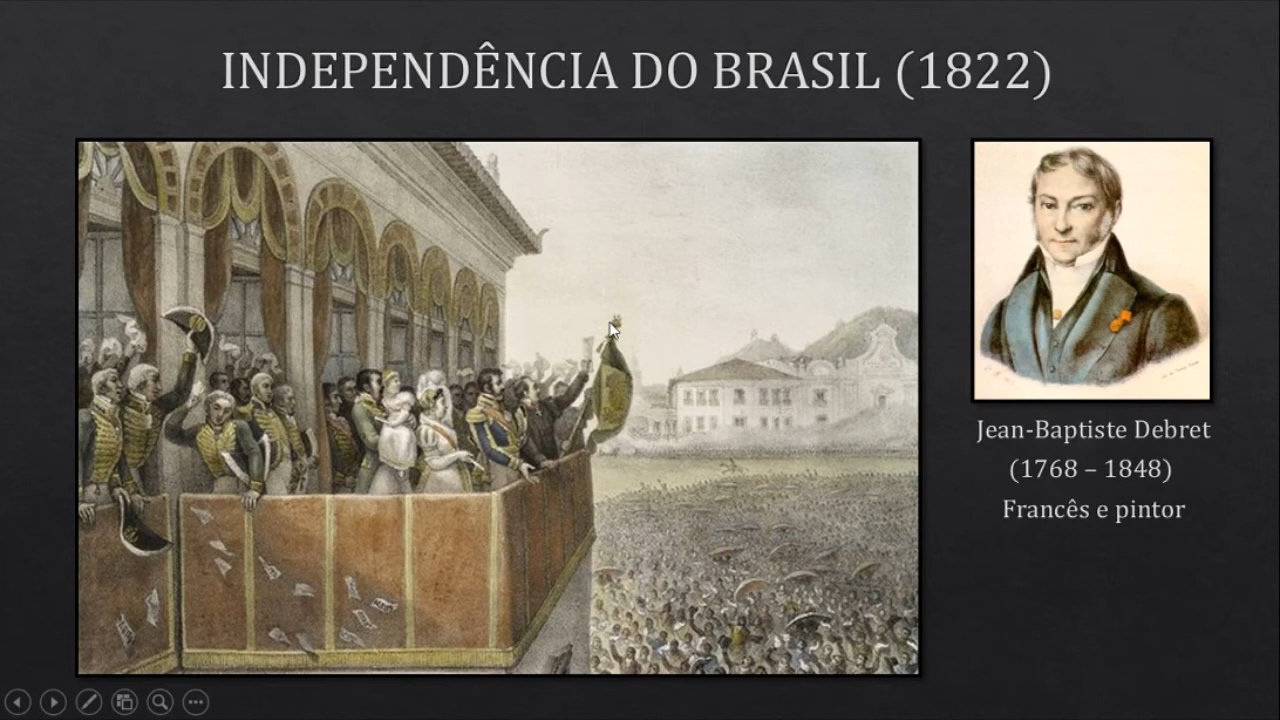 INDEPENDÊNCIA DO BRASIL (1822)
Jean-Baptiste Debret
(1768 – 1848)
Francês e pintor